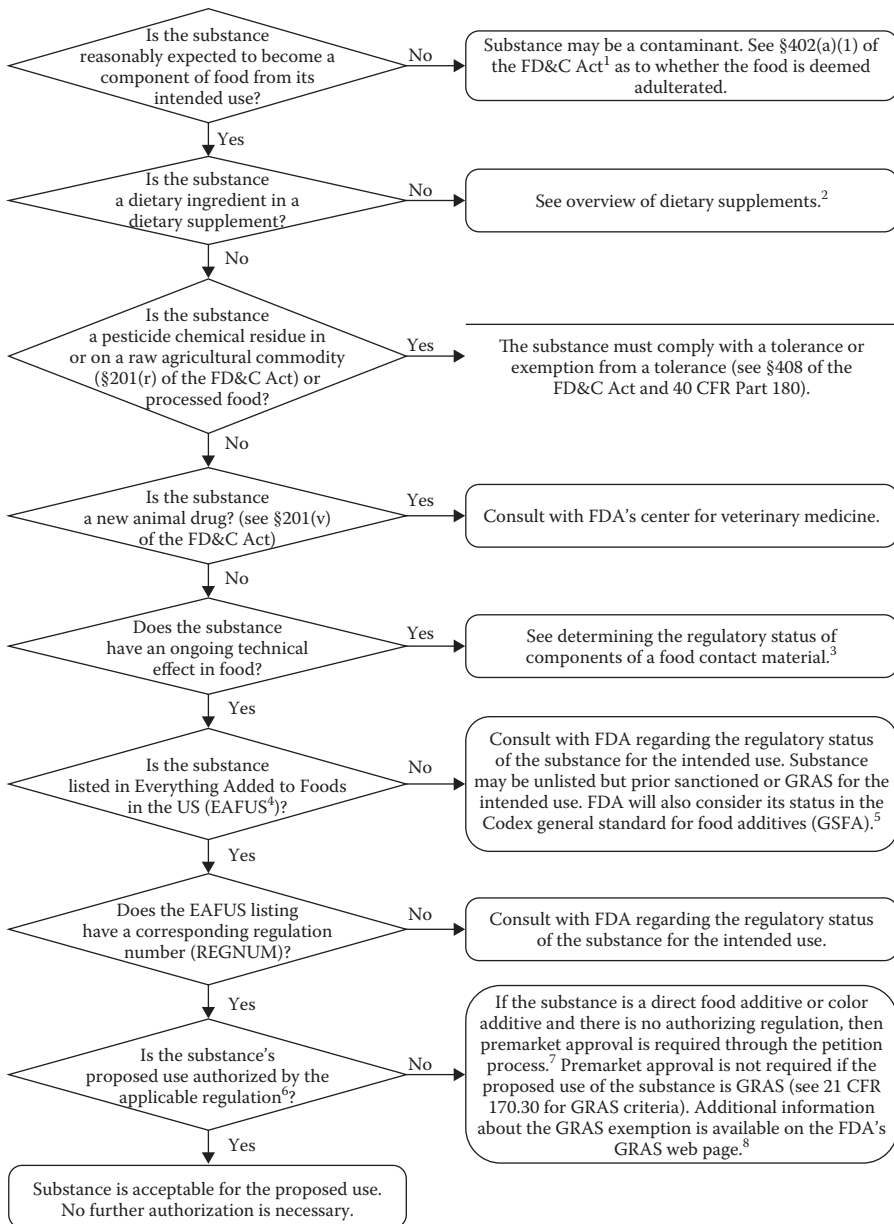 Is the substance
reasonably expected to become a
component of food from its
intended use?
No
Substance may be a contaminant. See §402(a)(1) of
the FD&C Act¹ as to whether the food is deemed
adulterated.
Yes
Is the substance
a dietary ingredient in a
dietary supplement?
No
See overview of dietary supplements.²
No
Is the substance
a pesticide chemical residue in
or on a raw agricultural commodity
(§201(r) of the FD&C Act) or
processed food?
Yes
The substance must comply with a tolerance or
exemption from a tolerance (see §408 of the
FD&C Act and 40 CFR Part 180).
No
Is the substance
a new animal drug? (see §201(v)
of the FD&C Act)
Yes
Consult with FDA's center for veterinary medicine.
No
Does the substance
have an ongoing technical
effect in food?
Yes
See determining the regulatory status of
components of a food contact material.³
Yes
Is the substance
listed in Everything Added to Foods
in the US (EAFUS⁴)?
No
Consult with FDA regarding the regulatory status
of the substance for the intended use. Substance
may be unlisted but prior sanctioned or GRAS for the
intended use. FDA will also consider its status in the
Codex general standard for food additives (GSFA).⁵
Yes
Does the EAFUS listing
have a corresponding regulation
number (REGNUM)?
No
Consult with FDA regarding the regulatory status
of the substance for the intended use.
Yes
Is the substance's
proposed use authorized by the
applicable regulation⁶?
No
If the substance is a direct food additive or color
additive and there is no authorizing regulation, then
premarket approval is required through the petition
process.⁷ Premarket approval is not required if the
proposed use of the substance is GRAS (see 21 CFR
170.30 for GRAS criteria). Additional information
about the GRAS exemption is available on the FDA's
GRAS web page.⁸
Yes
Substance is acceptable for the proposed use.
No further authorization is necessary.